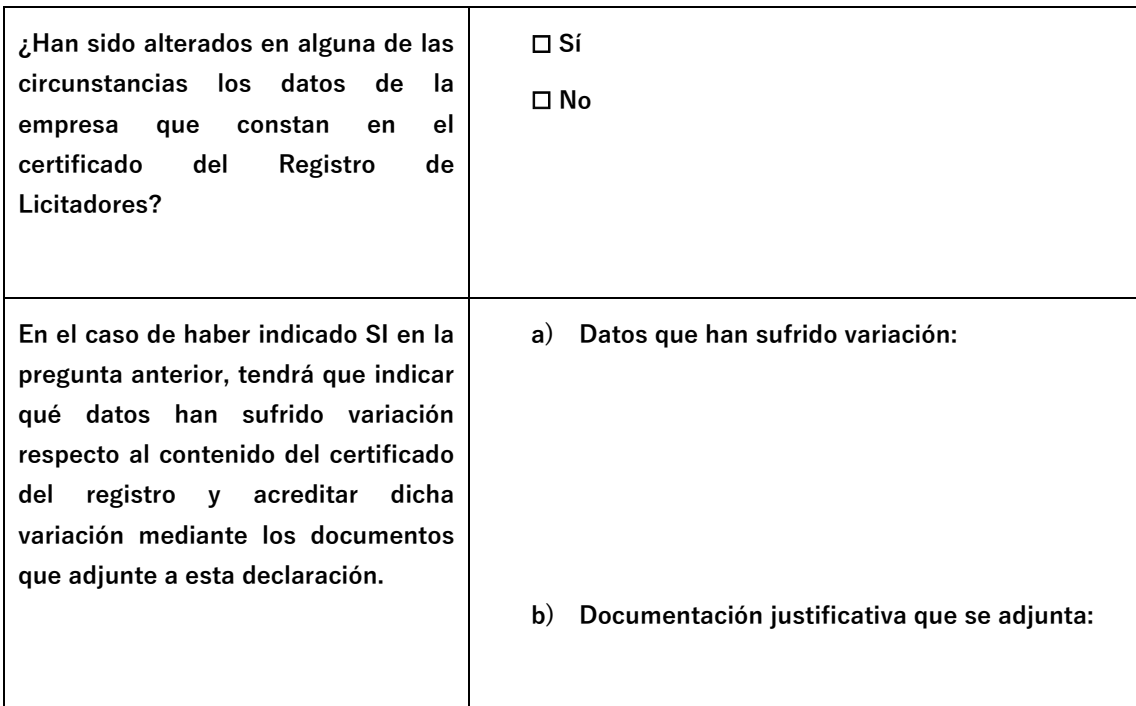 ¿Han sido alterados en alguna de las
circunstancias los datos de la
empresa que constan en el
certificado del Registro de
Licitadores?
☐ Sí
☐ No
En el caso de haber indicado SI en la
pregunta anterior, tendrá que indicar
qué datos han sufrido variación
respecto al contenido del certificado
del registro y acreditar dicha
variación mediante los documentos
que adjunte a esta declaración.
a) Datos que han sufrido variación:
b) Documentación justificativa que se adjunta: